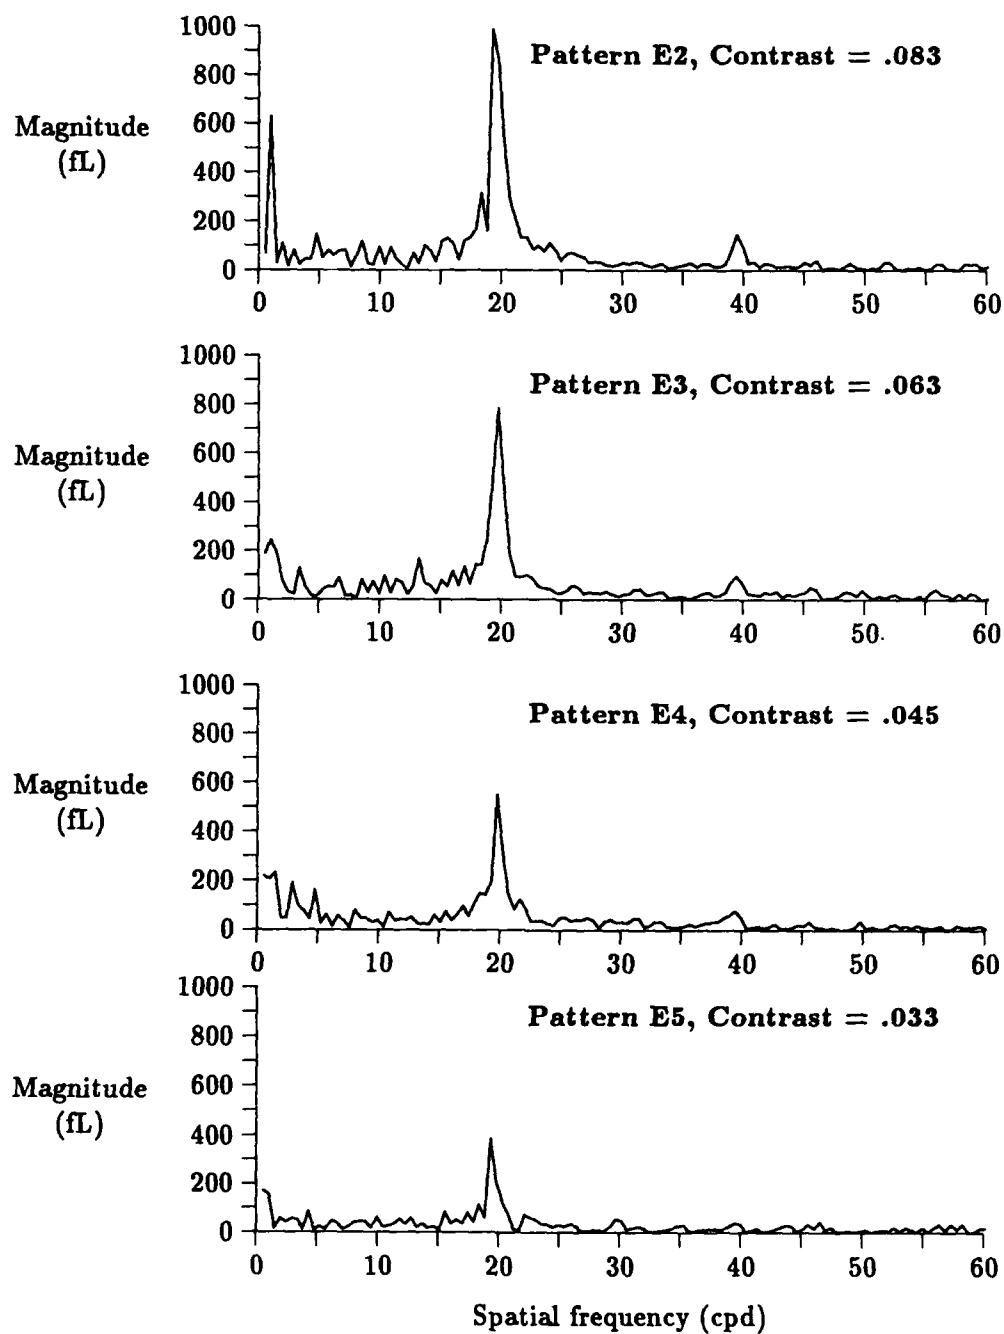 1000
Pattern E2, Contrast = .083
800
Magnitude
(fL)
600
400
200
0
0 10 20 30 40 50 60
1000
Pattern E3, Contrast = .063
800
Magnitude
(fL)
600
400
200
0
0 10 20 30 40 50. 60
1000
Pattern E4, Contrast = .045
800
Magnitude
(fL)
600
400
200
0
0 10 20 30 40 50 60
1000
Pattern E5, Contrast = .033
800
Magnitude
(fL)
600
400
200
0
0 10 20 30 40 50 60
Spatial frequency (cpd)